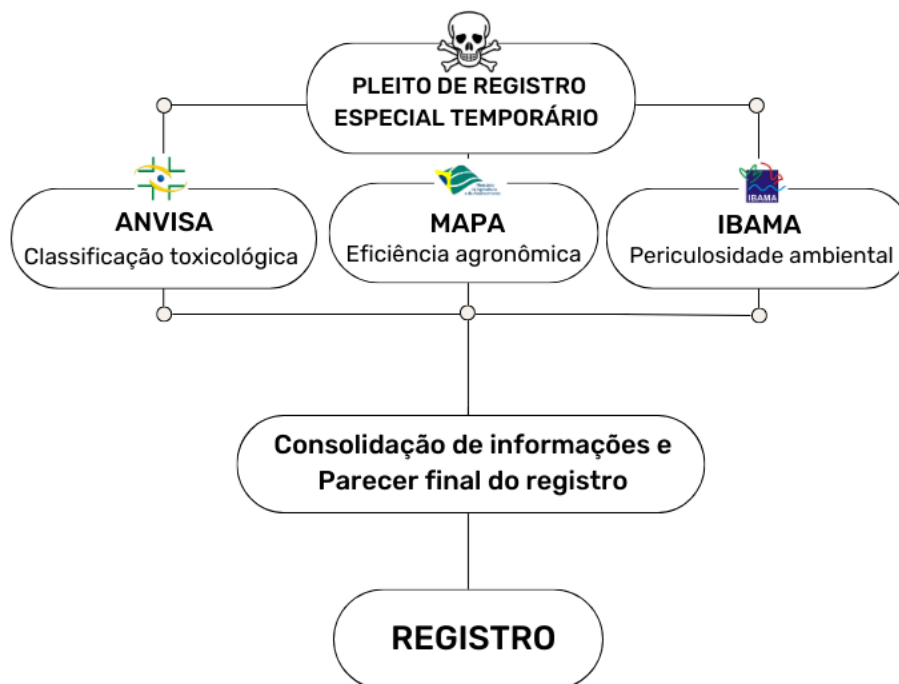 PLEITO DE REGISTRO
ESPECIAL TEMPORÁRIO
ANVISA
Classificação toxicológica
MAPA
Eficiência agronômica
IBAMA
IBAMA
Periculosidade ambiental
Consolidação de informações e
Parecer final do registro
REGISTRO